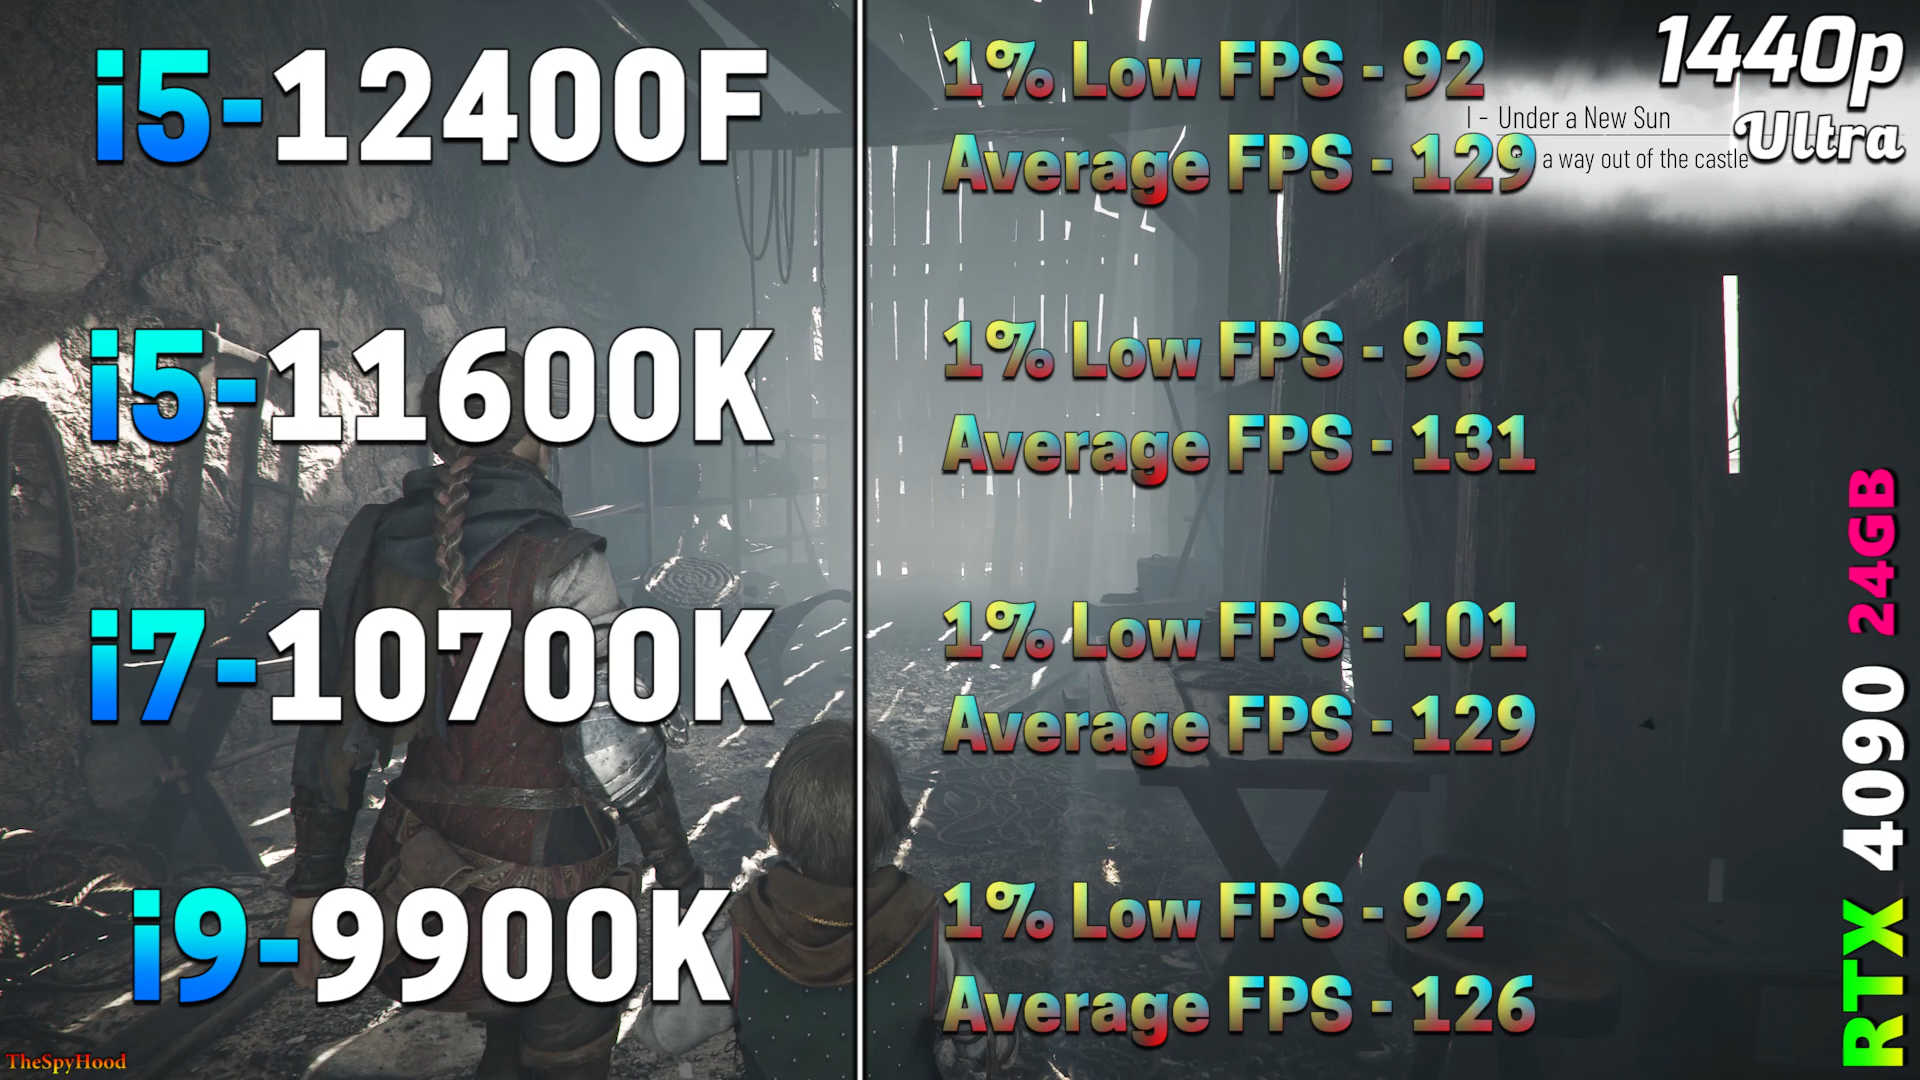 i5-12400F
1% Low FPS - 92
Average FPS - 129
1440p
Ultra
I - Under a New Sun
a way out of the castle
i5-11600K
1% Low FPS - 95
Average FPS - 131
i7-10700K
1% Low FPS - 101
Average FPS - 129
i9-9900K
1% Low FPS - 92
Average FPS - 126
RTX 4090 24GB
TheSpyHood